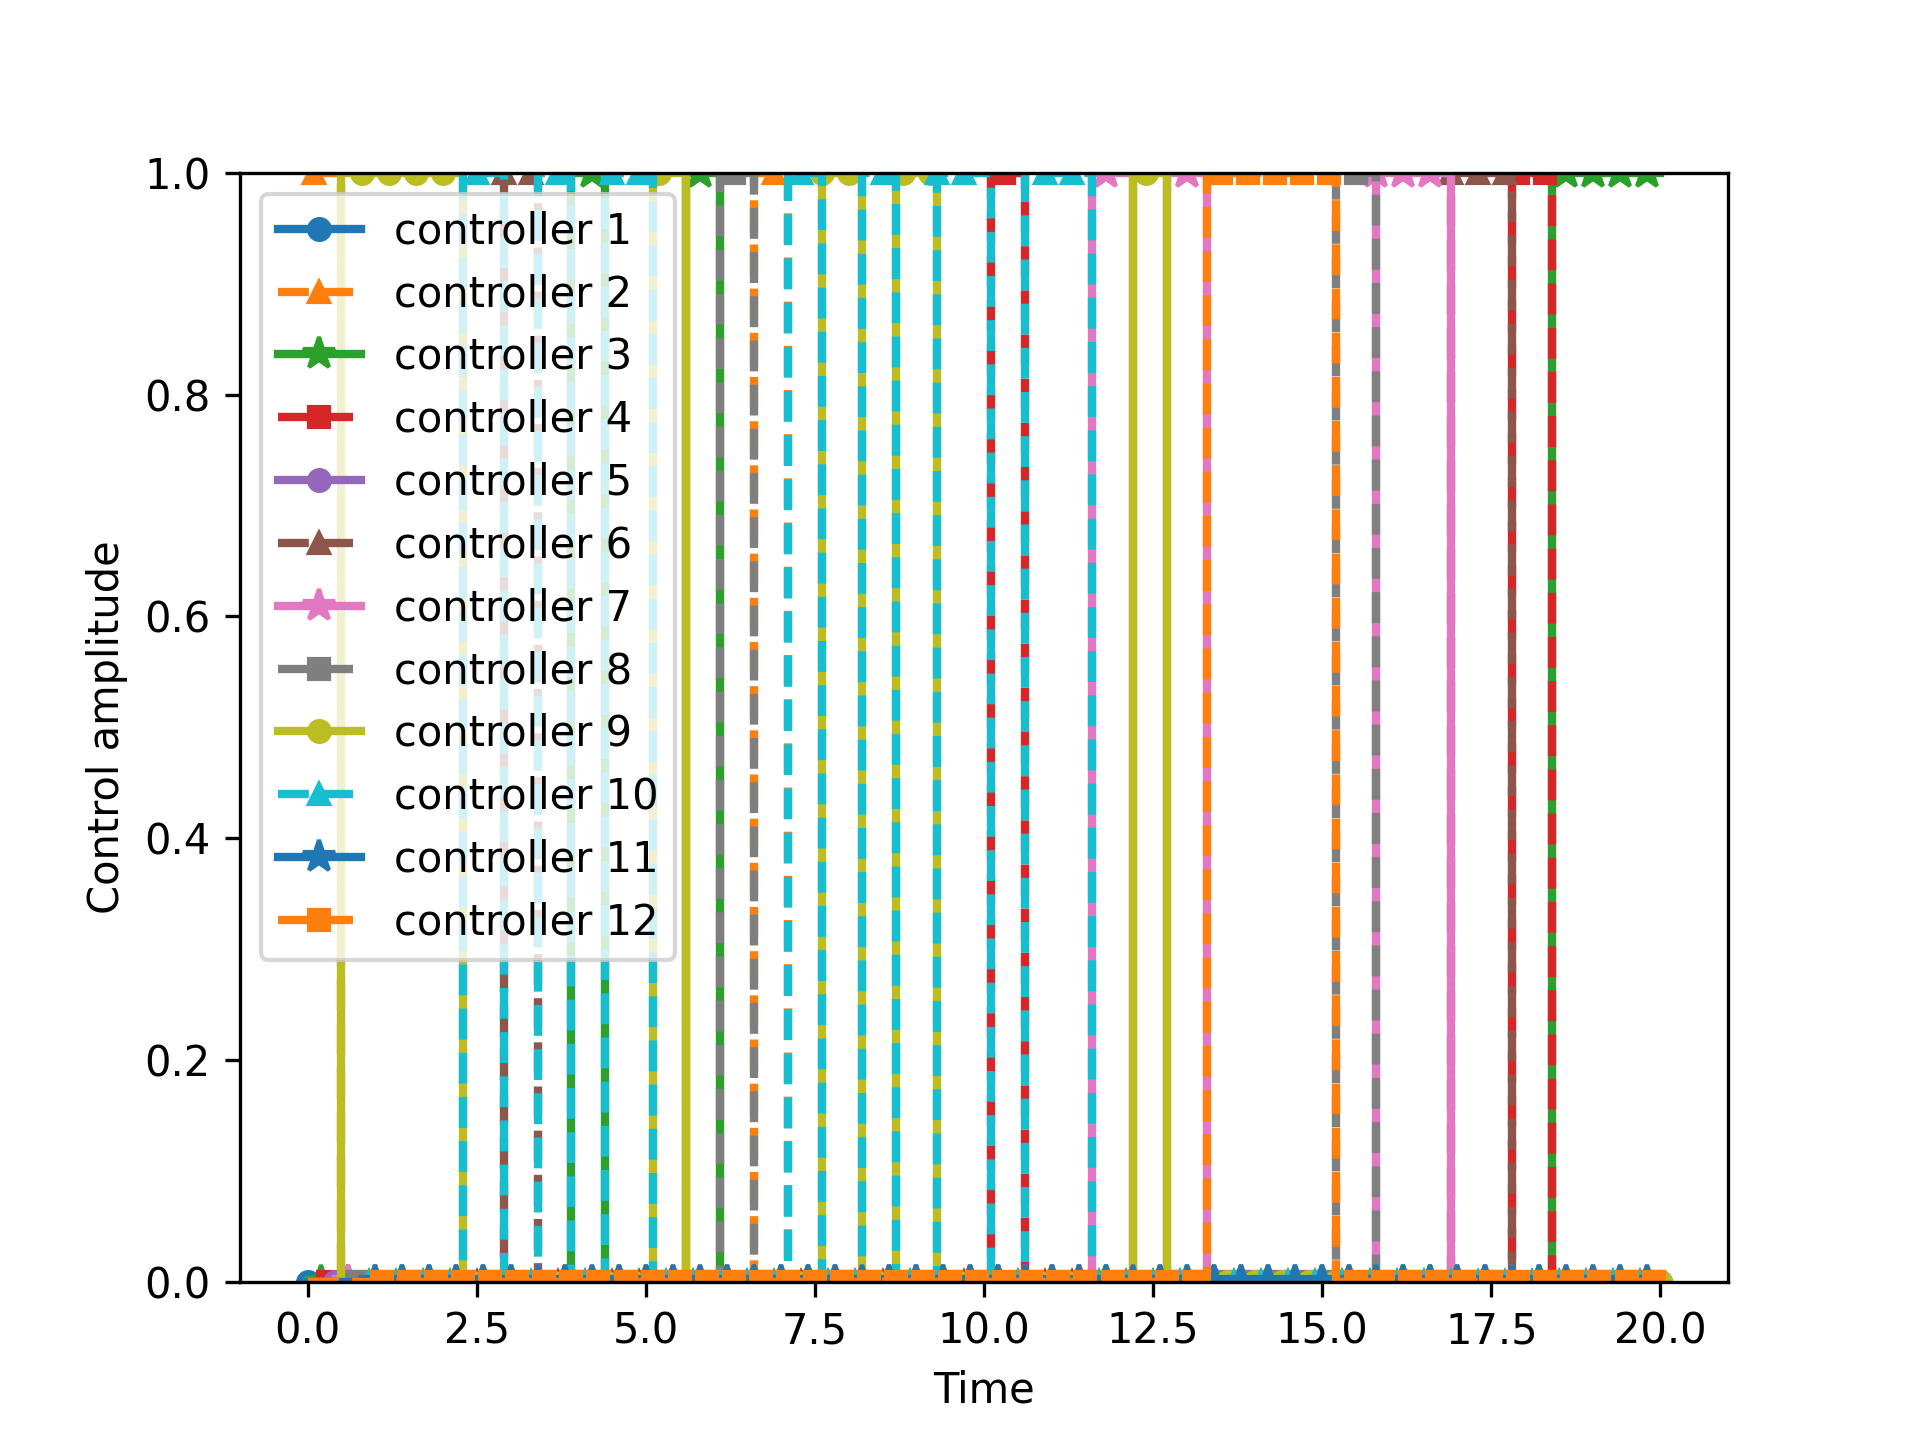 1.0
0.8
0.6
0.4
0.2
0.0
Control amplitude
controller 1
controller 2
controller 3
controller 4
controller 5
controller 6
controller 7
controller 8
controller 9
controller 10
controller 11
controller 12
0.0 2.5 5.0 7.5 10.0 12.5 15.0 17.5 20.0
Time